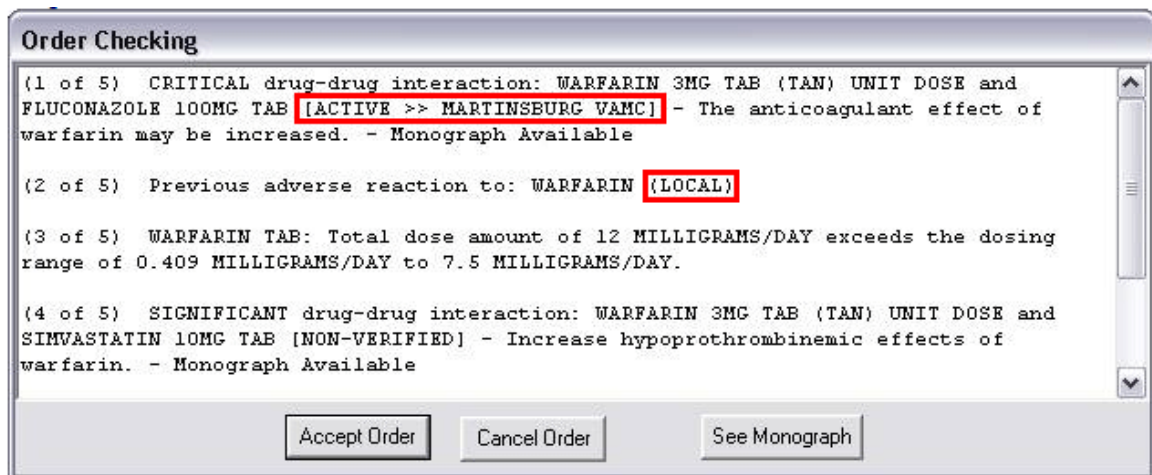 Order Checking
(1 of 5)  CRITICAL drug-drug interaction: WARFARIN 3MG TAB (TAN) UNIT DOSE and
FLUCONAZOLE 100MG TAB [ACTIVE >> MARTINSBURG VAMC] - The anticoagulant effect of
warfarin may be increased. - Monograph Available
(2 of 5)  Previous adverse reaction to: WARFARIN (LOCAL)
(3 of 5)  WARFARIN TAB: Total dose amount of 12 MILLIGRAMS/DAY exceeds the dosing
range of 0.409 MILLIGRAMS/DAY to 7.5 MILLIGRAMS/DAY.
(4 of 5)  SIGNIFICANT drug-drug interaction: WARFARIN 3MG TAB (TAN) UNIT DOSE and
SIMVASTATIN 10MG TAB [NON-VERIFIED] - Increase hypoprothrombinemic effects of
warfarin. - Monograph Available
Accept Order Cancel Order See Monograph